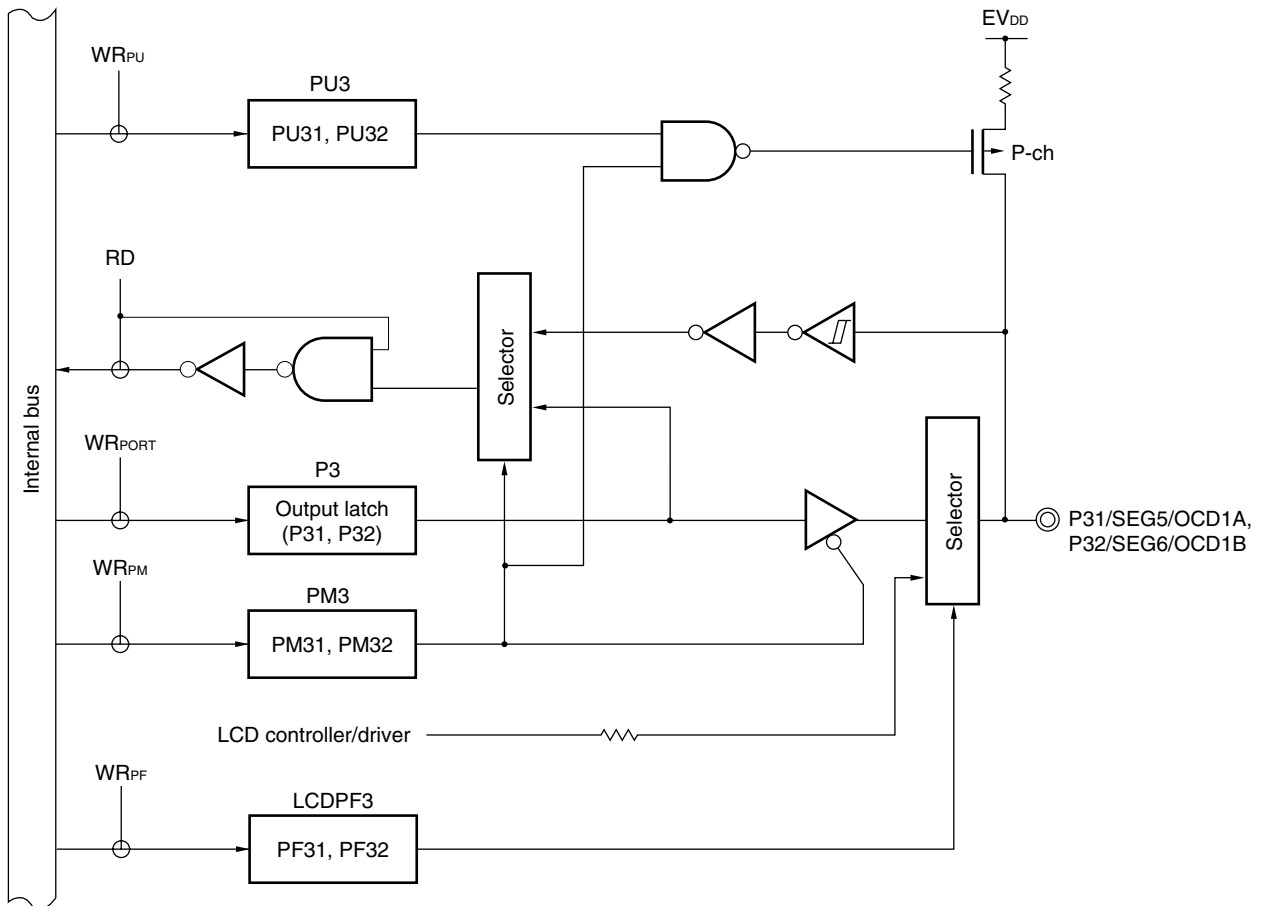 EVDD
WRPU
PU3
PU31, PU32
P-ch
RD
Selector
Internal bus
WRPORT
P3
Output latch
(P31, P32)
Selector
P31/SEG5/OCD1A,
P32/SEG6/OCD1B
WRPM
PM3
PM31, PM32
LCD controller/driver
WRPF
LCDPF3
PF31, PF32